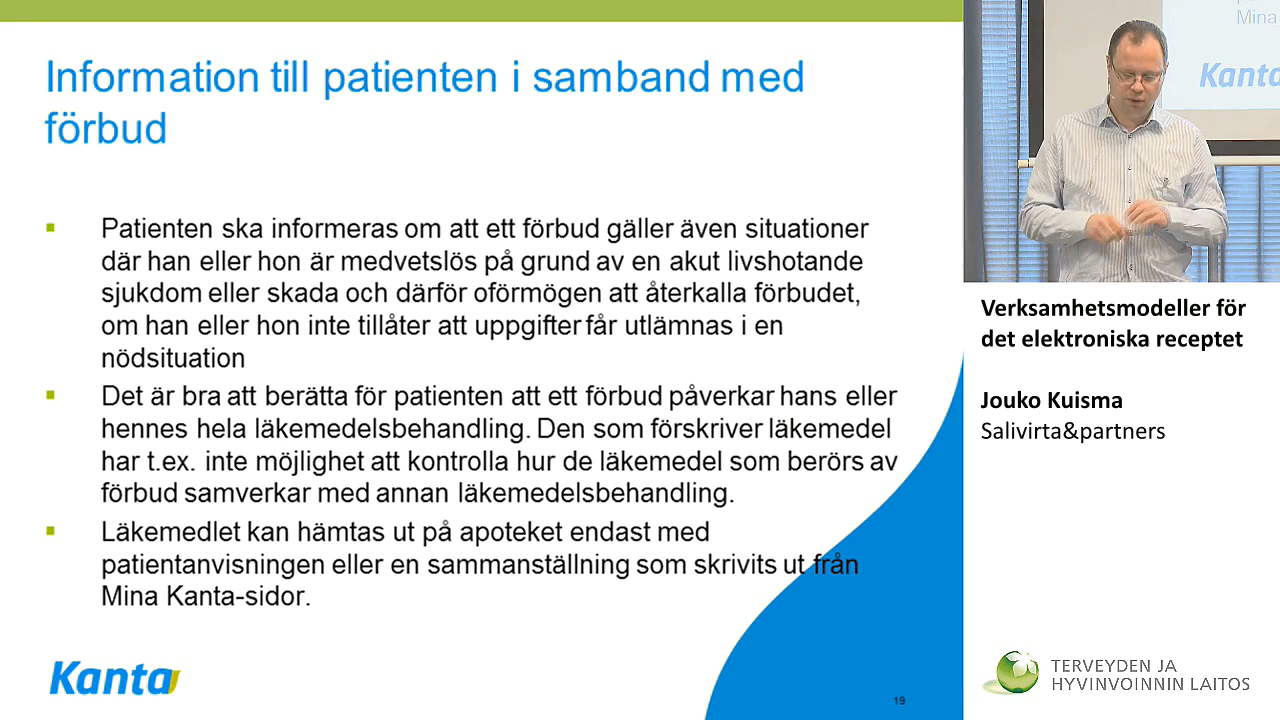 Information till patienten i samband med
förbud
Patienten ska informeras om att ett förbud gäller även situationer
där han eller hon är medvetslös på grund av en akut livshotande
sjukdom eller skada och därför oförmögen att återkalla förbudet,
om han eller hon inte tillåter att uppgifter får utlämnas i en
nödsituation
Det är bra att berätta för patienten att ett förbud påverkar hans eller
hennes hela läkemedelsbehandling. Den som förskriver läkemedel
har t.ex. inte möjlighet att kontrolla hur de läkemedel som berörs av
förbud samverkar med annan läkemedelsbehandling.
Läkemedlet kan hämtas ut på apoteket endast med
patientanvisningen eller en sammanställning som skrivits ut från
Mina Kanta-sidor.
Kanta
19
Mina
Kanta
Verksamhetsmodeller för
det elektroniska receptet
Jouko Kuisma
Salivirta&partners
TERVEYDEN JA
HYVINVOINNIN LAITOS